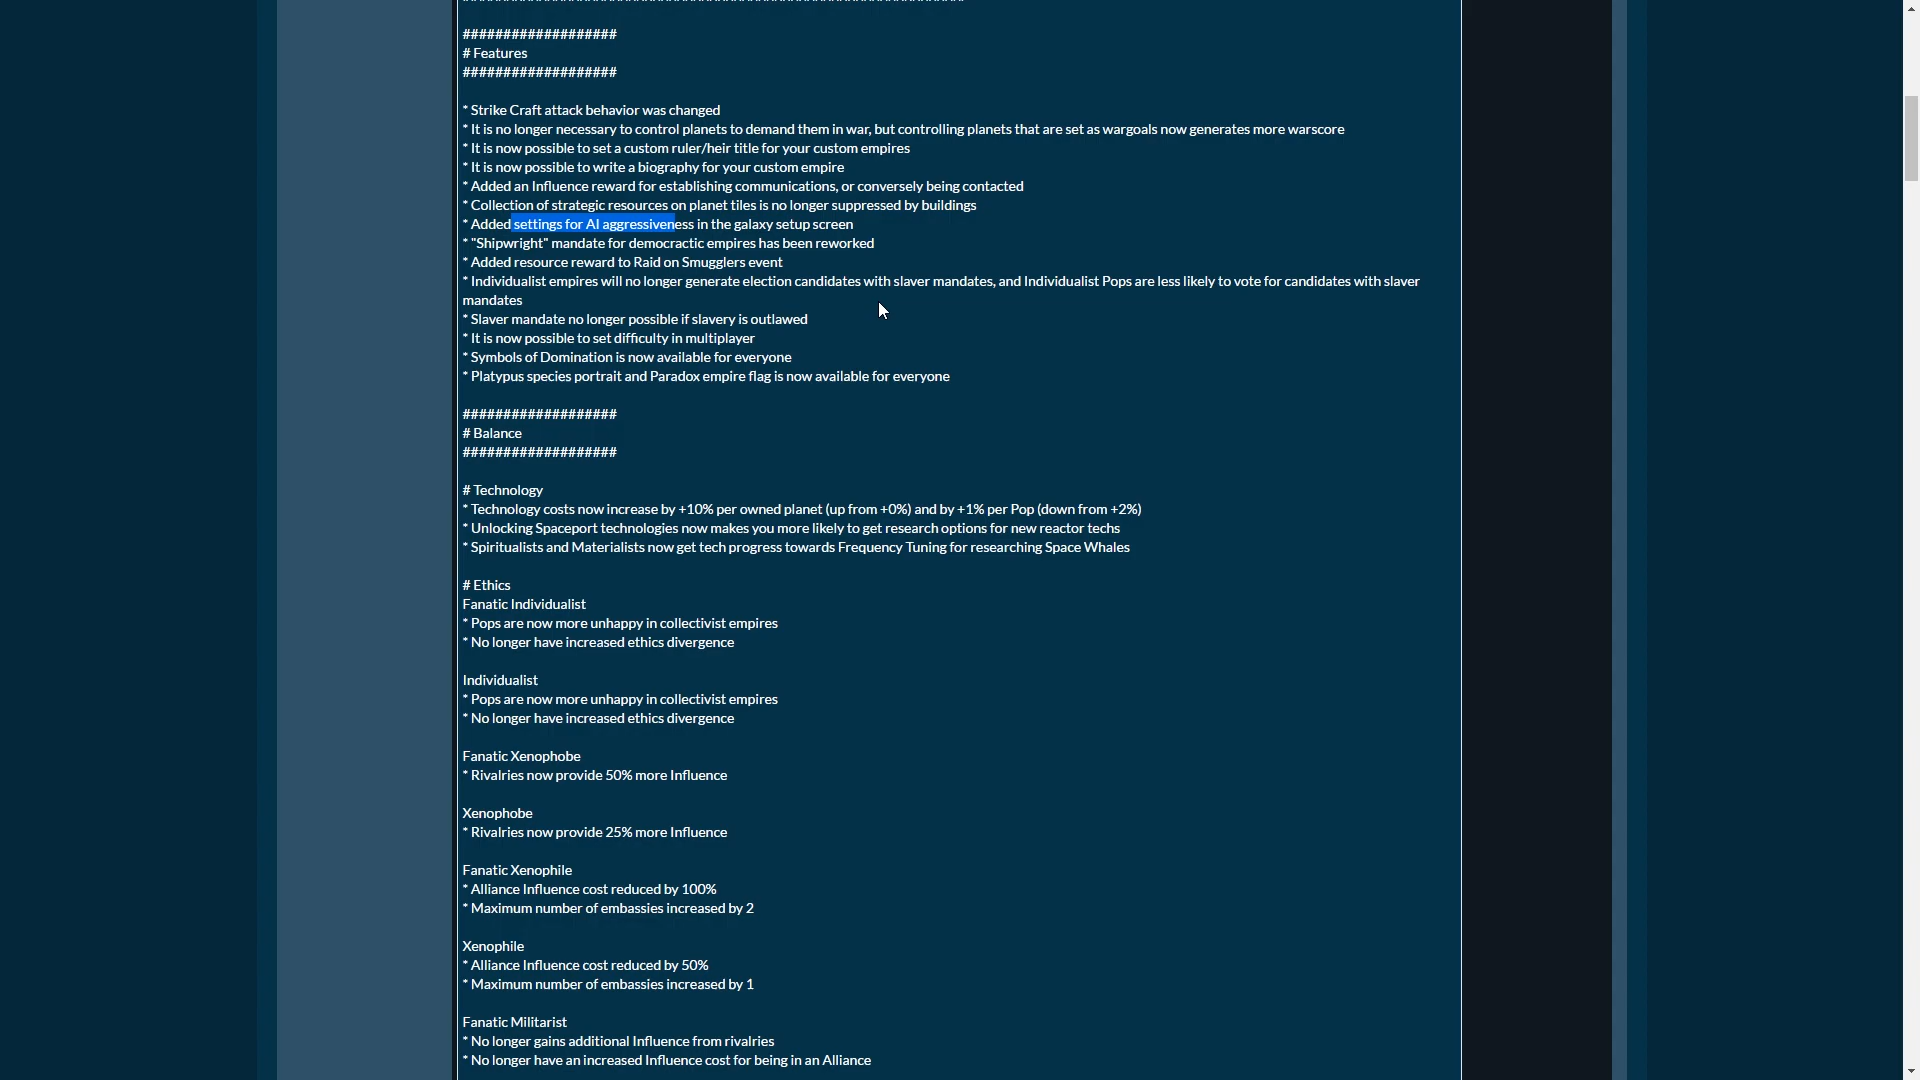 ###################
# Features
###################
* Strike Craft attack behavior was changed
* It is no longer necessary to control planets to demand them in war, but controlling planets that are set as wargoals now generates more warscore
* It is now possible to set a custom ruler/heir title for your custom empires
* It is now possible to write a biography for your custom empire
* Added an Influence reward for establishing communications, or conversely being contacted
* Collection of strategic resources on planet tiles is no longer suppressed by buildings
* Added settings for AI aggressiveness in the galaxy setup screen
* "Shipwright" mandate for democractic empires has been reworked
* Added resource reward to Raid on Smugglers event
* Individualist empires will no longer generate election candidates with slaver mandates, and Individualist Pops are less likely to vote for candidates with slaver
mandates
* Slaver mandate no longer possible if slavery is outlawed
* It is now possible to set difficulty in multiplayer
* Symbols of Domination is now available for everyone
* Platypus species portrait and Paradox empire flag is now available for everyone
###################
# Balance
###################
# Technology
* Technology costs now increase by +10% per owned planet (up from +0%) and by +1% per Pop (down from +2%)
* Unlocking Spaceport technologies now makes you more likely to get research options for new reactor techs
* Spiritualists and Materialists now get tech progress towards Frequency Tuning for researching Space Whales
# Ethics
Fanatic Individualist
* Pops are now more unhappy in collectivist empires
* No longer have increased ethics divergence
Individualist
* Pops are now more unhappy in collectivist empires
* No longer have increased ethics divergence
Fanatic Xenophobe
* Rivalries now provide 50% more Influence
Xenophobe
* Rivalries now provide 25% more Influence
Fanatic Xenophile
* Alliance Influence cost reduced by 100%
* Maximum number of embassies increased by 2
Xenophile
* Alliance Influence cost reduced by 50%
* Maximum number of embassies increased by 1
Fanatic Militarist
* No longer gains additional Influence from rivalries
* No longer have an increased Influence cost for being in an Alliance